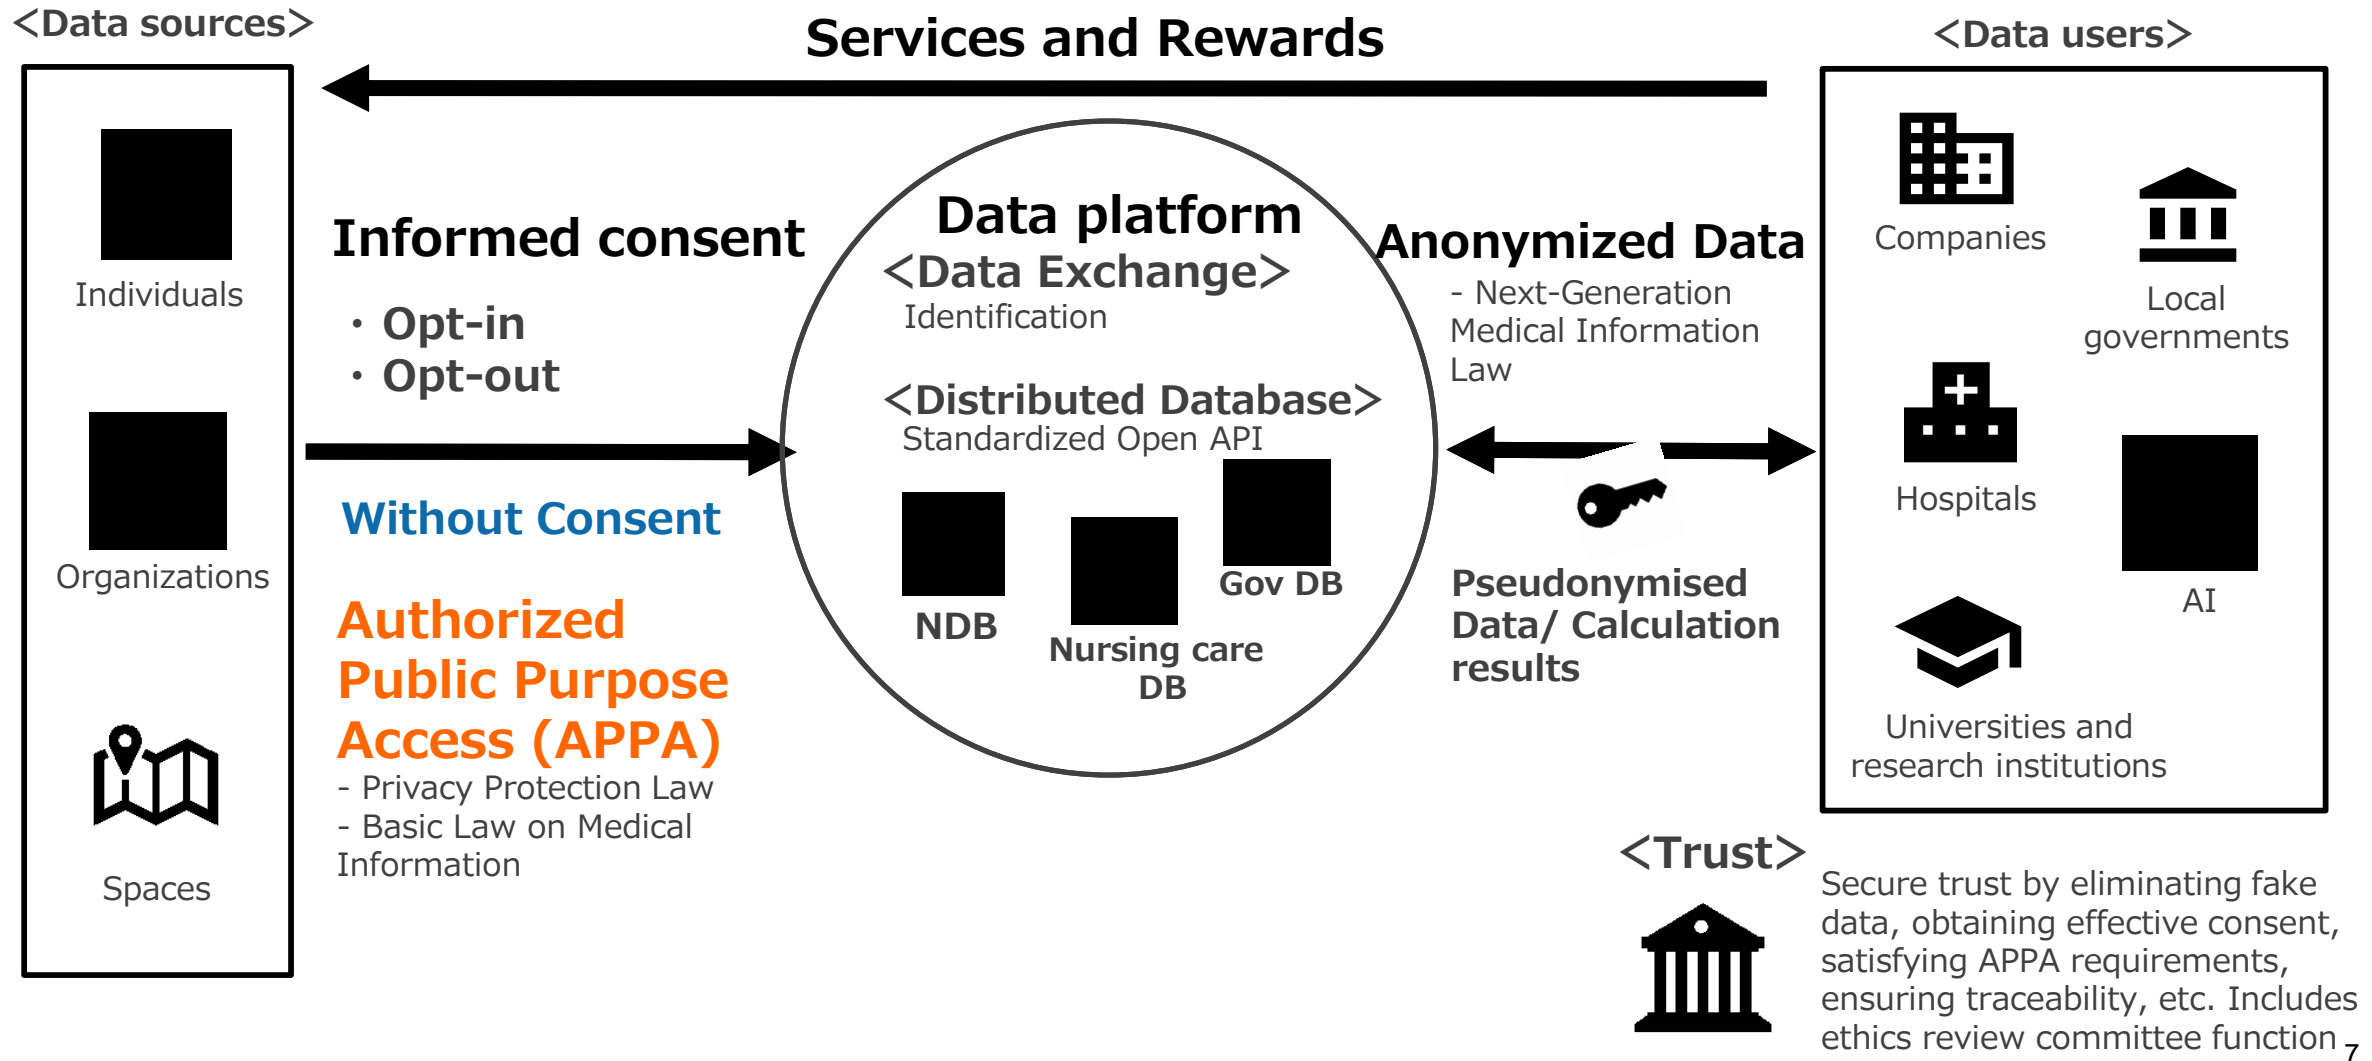 <Data sources>
Services and Rewards
<Data users>
Individuals
Organizations
Spaces
Informed consent
・Opt-in
・Opt-out
Without Consent
Authorized
Public Purpose
Access (APPA)
- Privacy Protection Law
- Basic Law on Medical
Information
Data platform
<Data Exchange>
Identification
<Distributed Database>
Standardized Open API
NDB
Nursing care
DB
Gov DB
Anonymized Data
- Next-Generation
Medical Information
Law
Pseudonymised
Data/ Calculation
results
Companies
Local
governments
Hospitals
AI
Universities and
research institutions
<Trust>
Secure trust by eliminating fake
data, obtaining effective consent,
satisfying APPA requirements,
ensuring traceability, etc. Includes
ethics review committee function
7